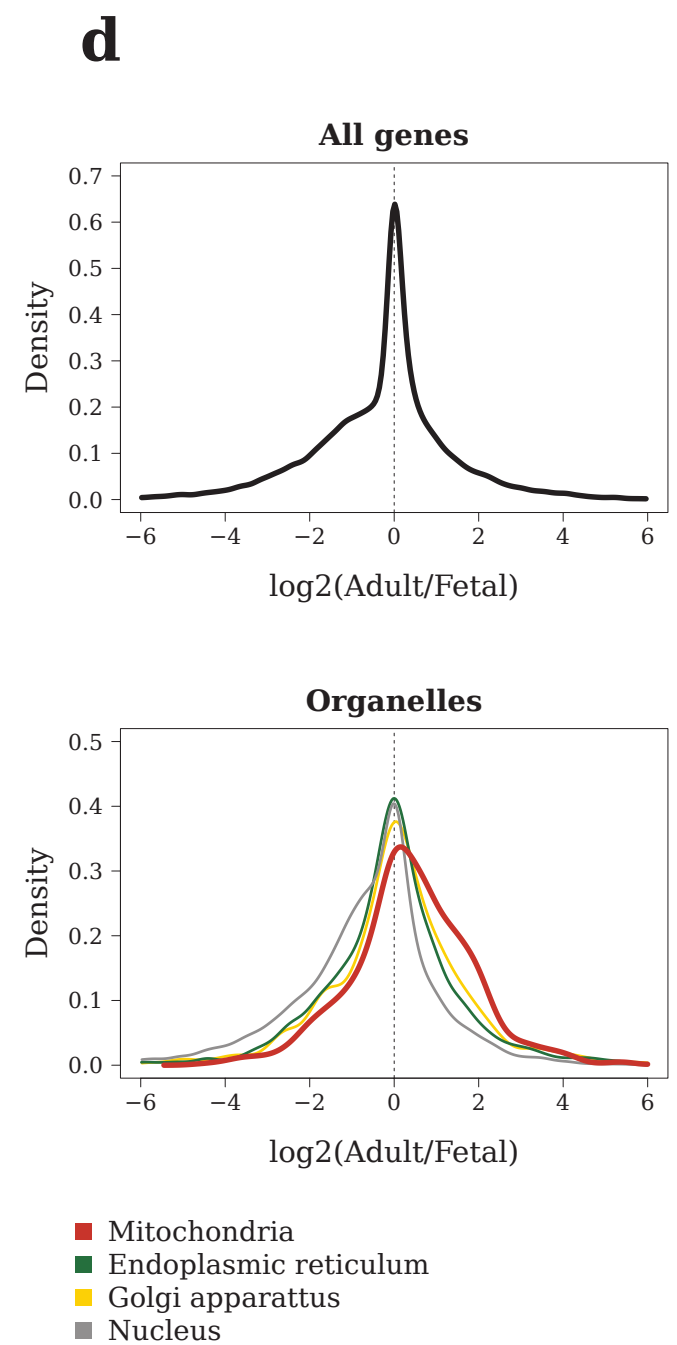 d
All genes
0.7
0.6
0.5
0.4
0.3
0.2
0.1
0.0
Density
−6 −4 −2 0 2 4 6
log2(Adult/Fetal)
Organelles
0.5
0.4
0.3
0.2
0.1
0.0
Density
−6 −4 −2 0 2 4 6
log2(Adult/Fetal)
Mitochondria
Endoplasmic reticulum
Golgi apparattus
Nucleus